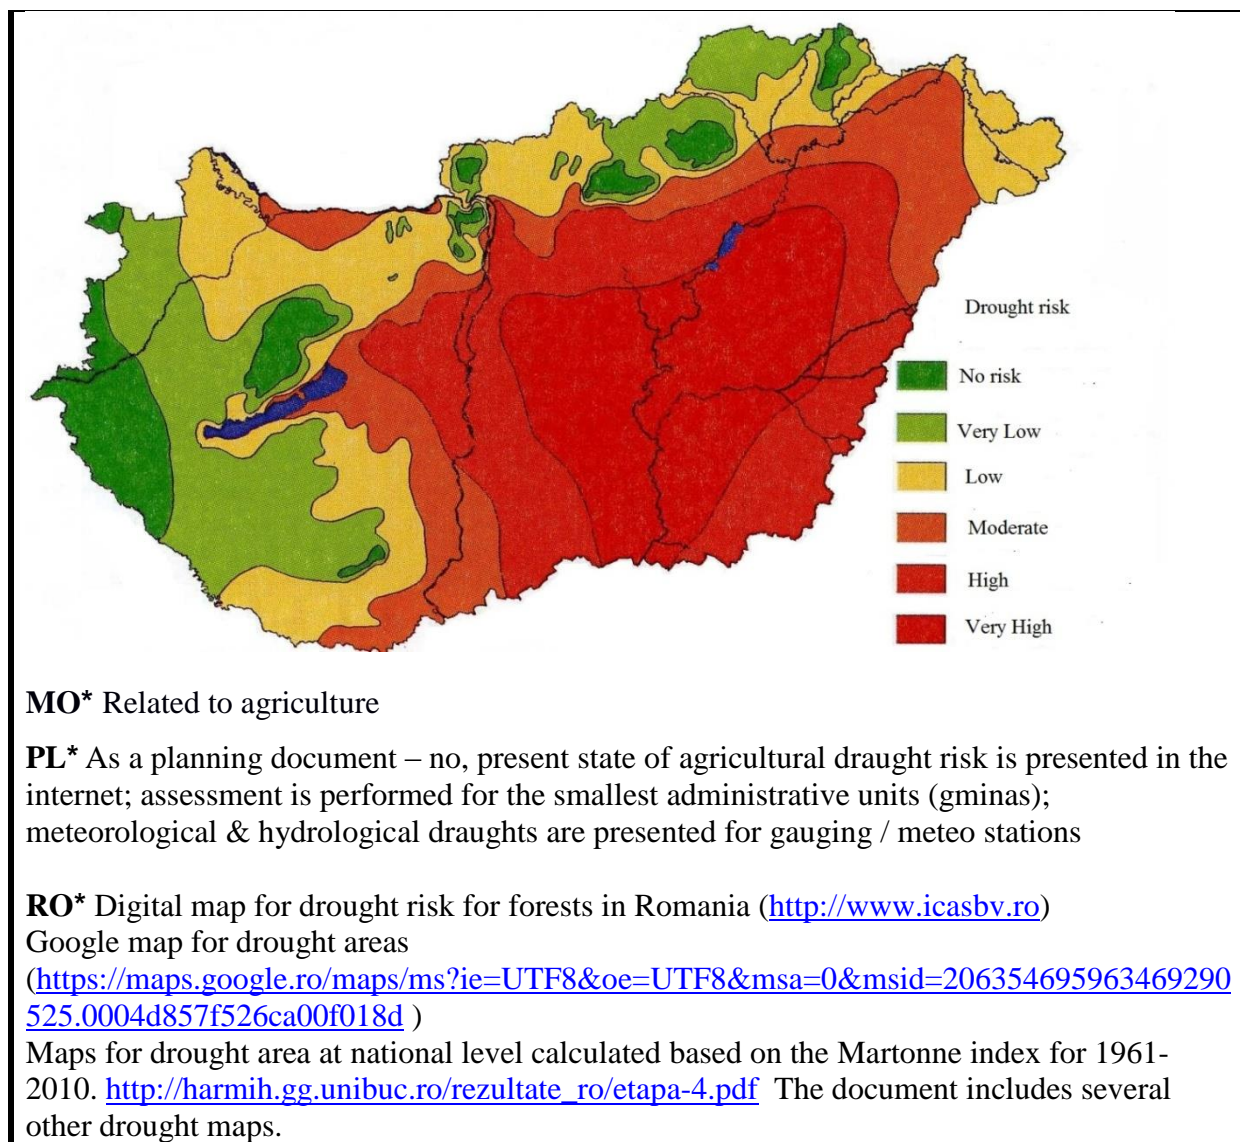 Drought risk
No risk
Very Low
Low
Moderate
High
Very High
MO* Related to agriculture
PL* As a planning document – no, present state of agricultural draught risk is presented in the
internet; assessment is performed for the smallest administrative units (gminas);
meteorological & hydrological draughts are presented for gauging / meteo stations
RO* Digital map for drought risk for forests in Romania (http://www.icasbv.ro)
Google map for drought areas
(https://maps.google.ro/maps/ms?ie=UTF8&oe=UTF8&msa=0&msid=206354695963469290
525.0004d857f526ca00f018d )
Maps for drought area at national level calculated based on the Martonne index for 1961-
2010. http://harmih.gg.unibuc.ro/rezultate_ro/etapa-4.pdf  The document includes several
other drought maps.